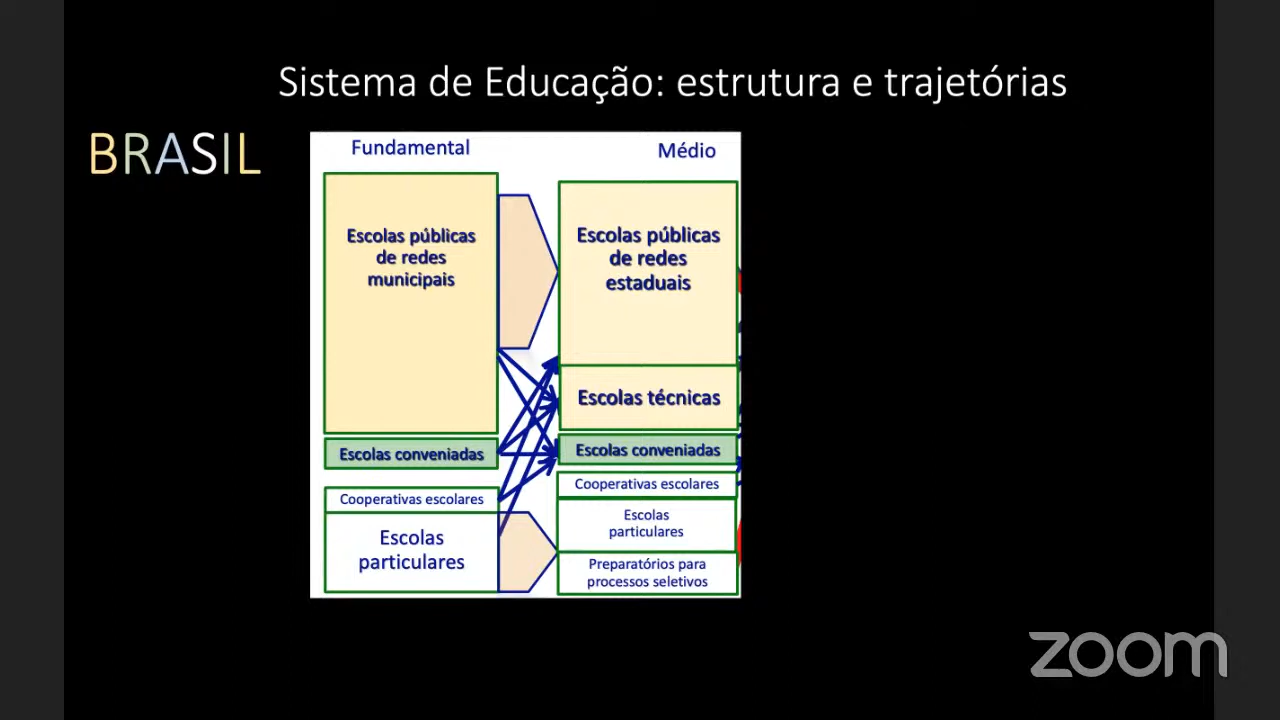 Sistema de Educação: estrutura e trajetórias
BRASIL
Fundamental
Médio
Escolas públicas
de redes
municipais
Escolas públicas
de redes
estaduais
Escolas técnicas
Escolas conveniadas
Escolas conveniadas
Cooperativas escolares
Cooperativas escolares
Escolas
particulares
Escolas
particulares
Preparatórios para
processos seletivos
zoom